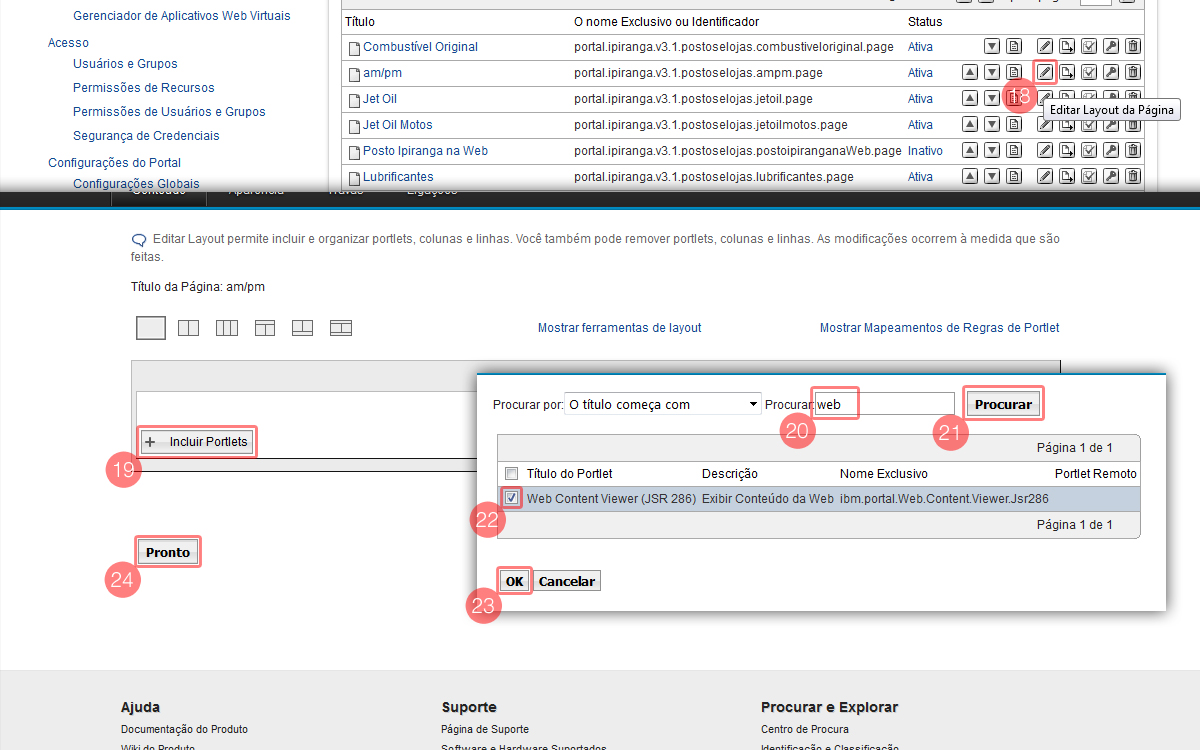 Gerenciador de Aplicativos Web Virtuais
Acesso
Usuários e Grupos
Permissões de Recursos
Permissões de Usuários e Grupos
Segurança de Credenciais
Configurações do Portal
Configurações Globais
Título O nome Exclusivo ou Identificador Status
Combustível Original portal.ipiranga.v3.1.postoselojas.combustiveloriginal.page Ativa
am/pm portal.ipiranga.v3.1.postoselojas.ampm.page Ativa
Jet Oil portal.ipiranga.v3.1.postoselojas.jetoil.page Ativa
18
Editar Layout da Página
Jet Oil Motos portal.ipiranga.v3.1.postoselojas.jetoilmotos.page Ativa
Posto Ipiranga na Web portal.ipiranga.v3.1.postoselojas.postoipiranganaWeb.page Inativo
Lubrificantes portal.ipiranga.v3.1.postoselojas.lubrificantes.page Ativa
Conteúdo Aparência Travas Ligações
Editar Layout permite incluir e organizar portlets, colunas e linhas. Você também pode remover portlets, colunas e linhas. As modificações ocorrem à medida que são
feitas.
Título da Página: am/pm
Mostrar ferramentas de layout Mostrar Mapeamentos de Regras de Portlet
+ Incluir Portlets
19
Procurar por: O título começa com Procurar: web Procurar
20 21
Página 1 de 1
Título do Portlet Descrição Nome Exclusivo Portlet Remoto
Web Content Viewer (JSR 286) Exibir Conteúdo da Web ibm.portal.Web.Content.Viewer.Jsr286
22
Página 1 de 1
OK Cancelar
23
Pronto
24
Ajuda
Documentação do Produto
Wiki do Produto
Suporte
Página de Suporte
Software e Hardware Suportados
Procurar e Explorar
Centro de Procura
Identificação e Classificação